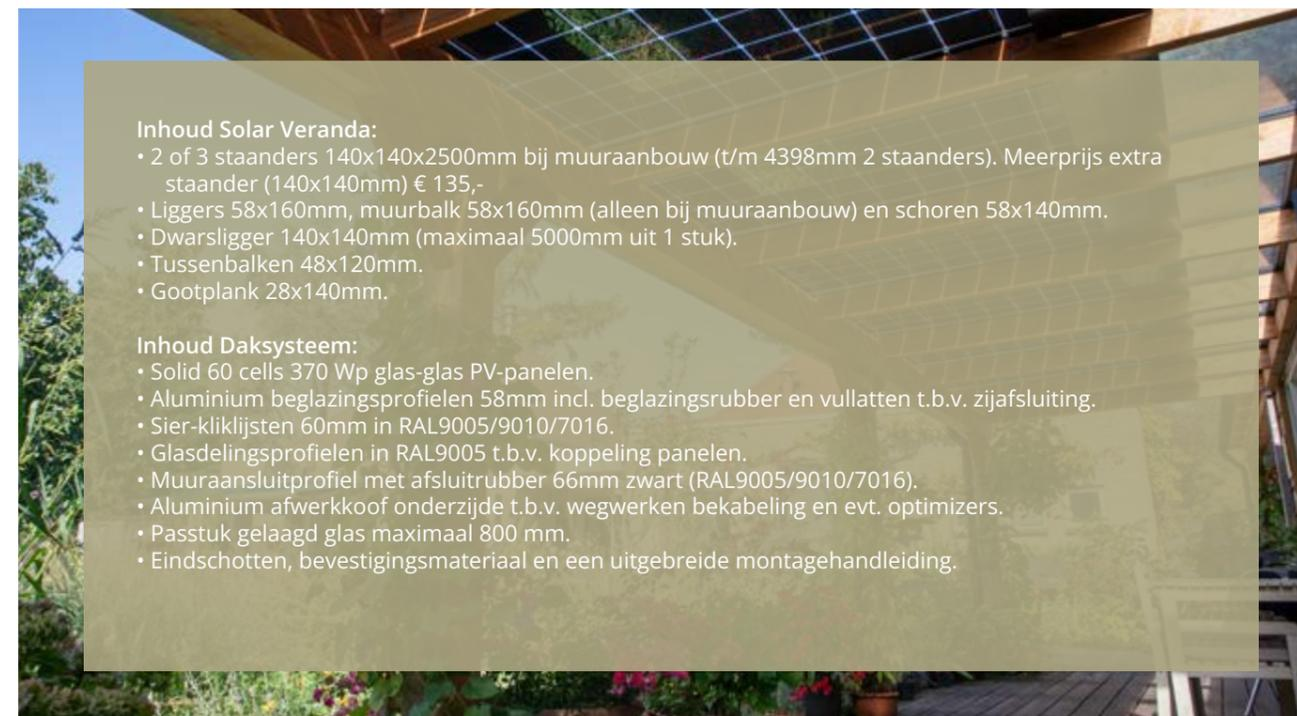 Inhoud Solar Veranda:
• 2 of 3 staanders 140x140x2500mm bij muuraanbouw (t/m 4398mm 2 staanders). Meerprijs extra
staander (140x140mm) € 135,-
• Liggers 58x160mm, muurbalk 58x160mm (alleen bij muuraanbouw) en schoren 58x140mm.
• Dwarsligger 140x140mm (maximaal 5000mm uit 1 stuk).
• Tussenbalken 48x120mm.
• Gootplank 28x140mm.
Inhoud Daksysteem:
• Solid 60 cells 370 Wp glas-glas PV-panelen.
• Aluminium beglazingsprofielen 58mm incl. beglazingsrubber en vullatten t.b.v. zijafsluiting.
• Sier-kliklijsten 60mm in RAL9005/9010/7016.
• Glasdelingsprofielen in RAL9005 t.b.v. koppeling panelen.
• Muuraansluitprofiel met afsluitrubber 66mm zwart (RAL9005/9010/7016).
• Aluminium afwerkkoof onderzijde t.b.v. wegwerken bekabeling en evt. optimizers.
• Passtuk gelaagd glas maximaal 800 mm.
• Eindschotten, bevestigingsmateriaal en een uitgebreide montagehandleiding.